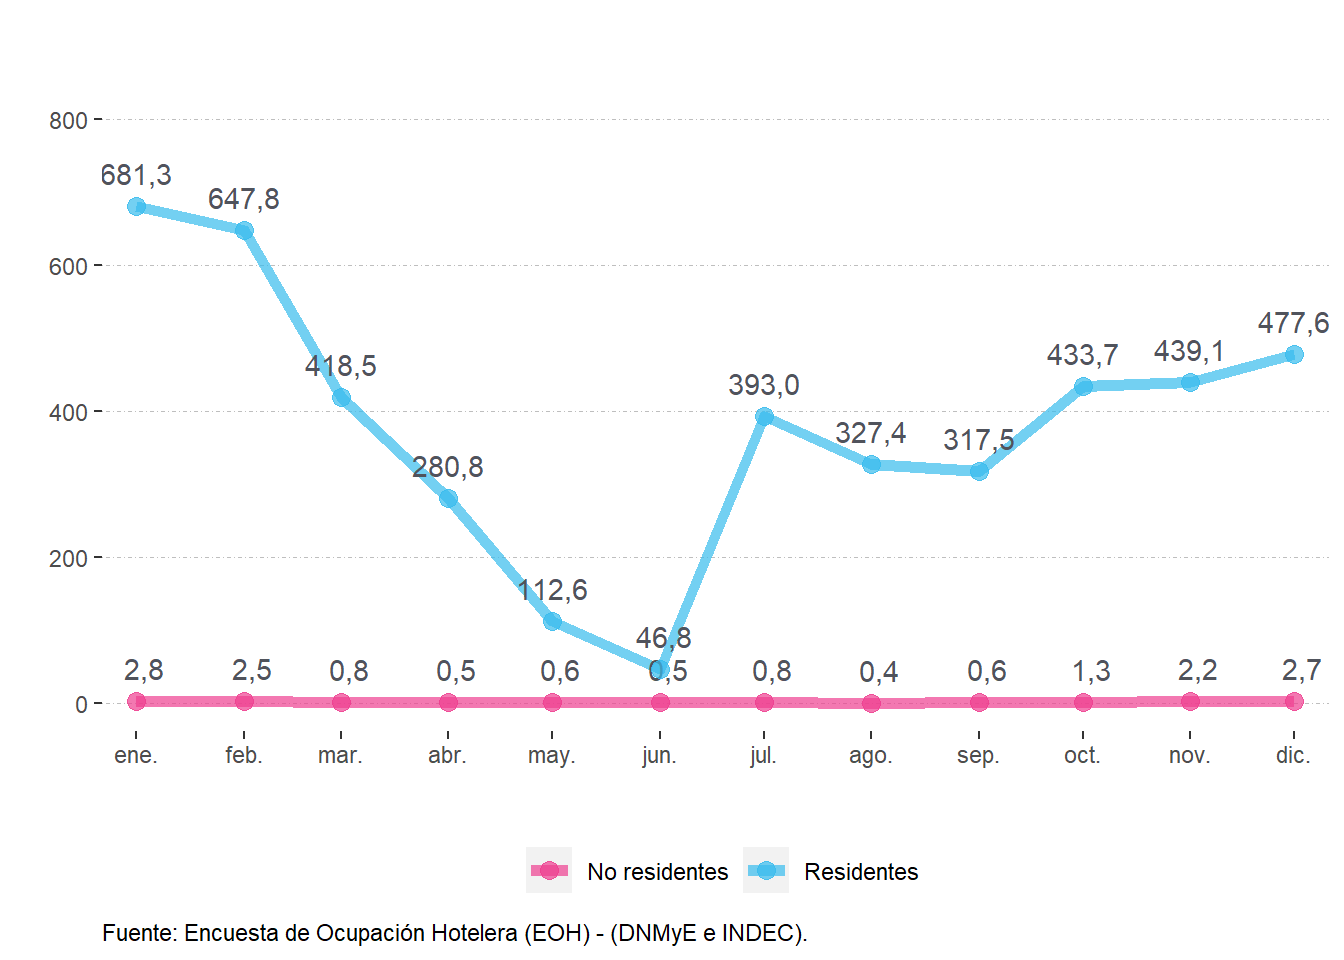 800
600
400
200
0
681,3
647,8
418,5
280,8
112,6
46,8
393,0
327,4
317,5
433,7
439,1
477,6
2,8
2,5
0,8
0,5
0,6
0,5
0,8
0,4
0,6
1,3
2,2
2,7
ene.
feb.
mar.
abr.
may.
jun.
jul.
ago.
sep.
oct.
nov.
dic.
No residentes
Residentes
Fuente: Encuesta de Ocupación Hotelera (EOH) - (DNMyE e INDEC).